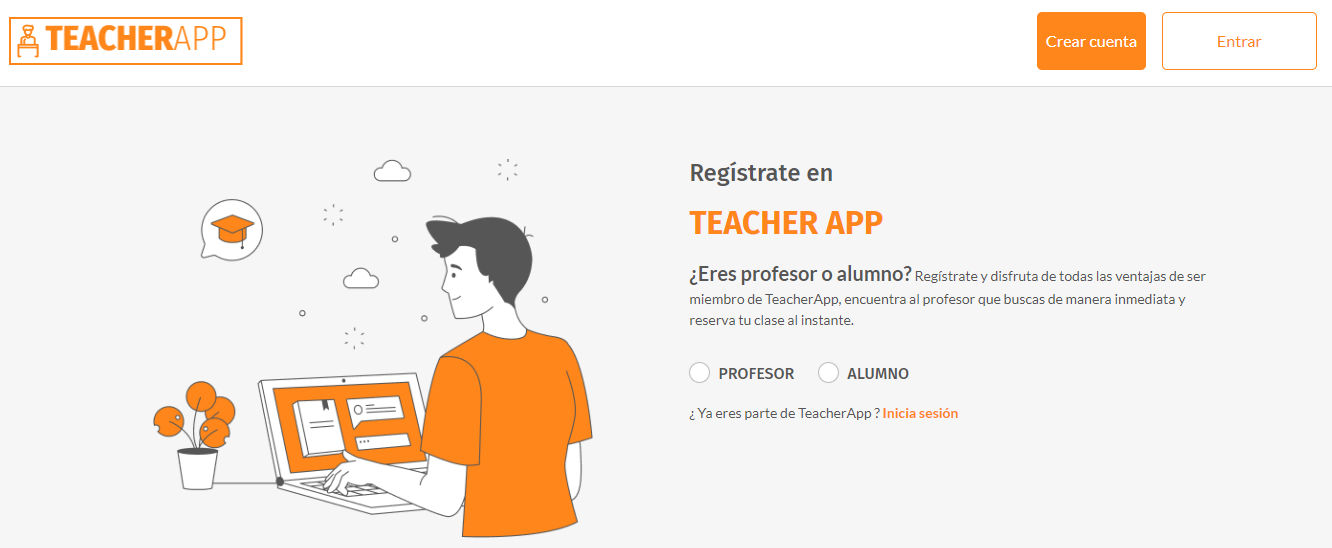 TEACHERAPP
Crear cuenta
Entrar
Regístrate en
TEACHER APP
¿Eres profesor o alumno? Regístrate y disfruta de todas las ventajas de ser
miembro de TeacherApp, encuentra al profesor que buscas de manera inmediata y
reserva tu clase al instante.
PROFESOR
ALUMNO
¿ Ya eres parte de TeacherApp ? Inicia sesión